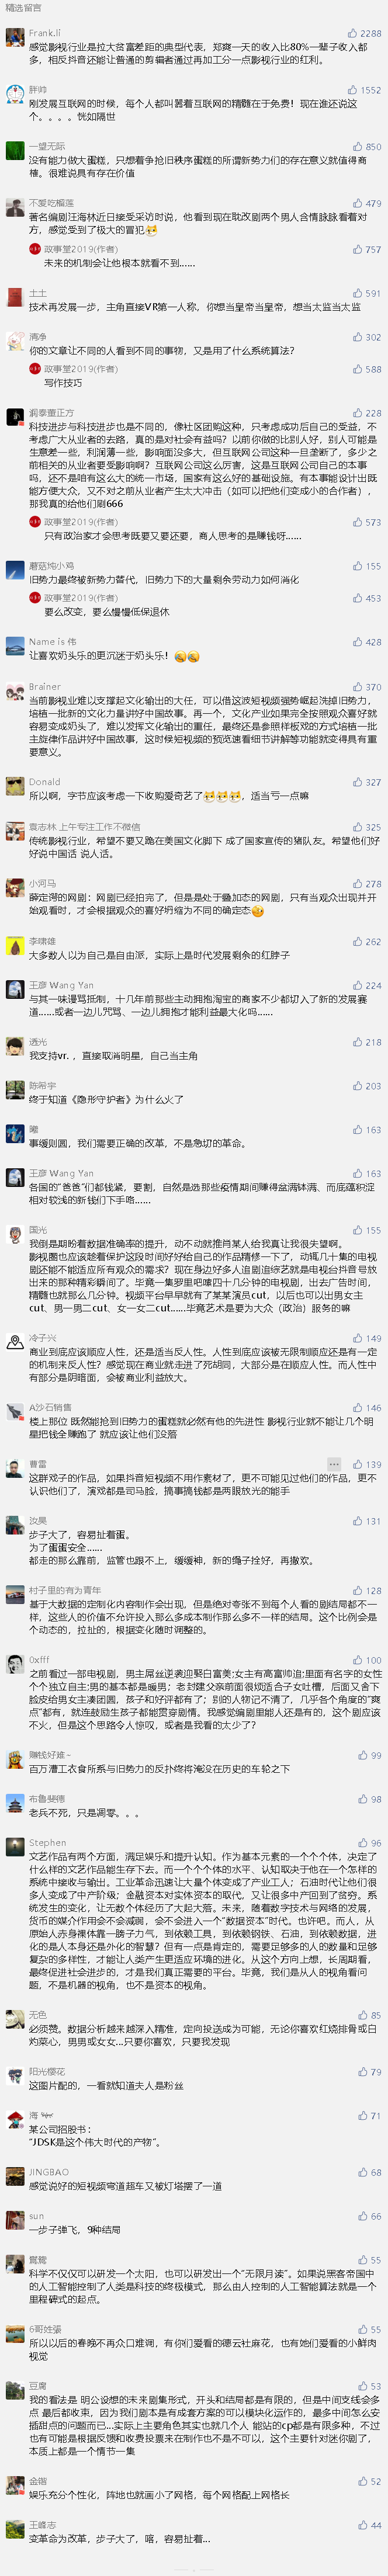 精选留言
Frank.li
2288
感觉影视行业是拉大贫富差距的典型代表，郑爽一天的收入比80%一辈子收入都
多，相反抖音还能让普通的剪辑者通过再加工分一点影视行业的红利。
胖帅
1552
刚发展互联网的时候，每个人都叫嚣着互联网的精髓在于免费！现在谁还说这
个。。。。恍如隔世
一望无际
850
没有能力做大蛋糕，只想着争抢旧秩序蛋糕的所谓新势力们的存在意义就值得商
榷。很难说具有存在价值
不爱吃榴莲
479
著名编剧汪海林近日接受采访时说，他看到现在耽改剧两个男人含情脉脉看着对
方，感觉受到了极大的冒犯
政事堂2019(作者)
757
未来的机制会让他根本就看不到......
土土
591
技术再发展一步，主角直接VR第一人称，你想当皇帝当皇帝，想当太监当太监
清净
302
你的文章让不同的人看到不同的事物，又是用了什么系统算法？
政事堂2019(作者)
588
写作技巧
润泰董正方
228
科技进步与科技进步也是不同的，像社区团购这种，只考虑成功后自己的受益，不
考虑广大从业者的去路，真的是对社会有益吗？以前你做的比别人好，别人可能是
生意差一些，利润薄一些，影响面没多大，但互联网公司这种一旦垄断了，多少之
前相关的从业者要受影响啊？互联网公司这么厉害，这是互联网公司自己的本事
吗，还不是咱有这么大的统一市场，国家有这么好的基础设施。有本事能设计出既
能方便大众，又不对之前从业者产生太大冲击（如可以把他们变成小的合作者），
那我真的给他们刷666
政事堂2019(作者)
573
只有政治家才会思考既要又要还要，商人思考的是赚钱呀......
蘑菇炖小鸡
155
旧势力最终被新势力替代，旧势力下的大量剩余劳动力如何消化
政事堂2019(作者)
453
要么改变，要么慢慢低保退休
Name is 伟
428
让喜欢奶头乐的更沉迷于奶头乐！
Brainer
370
当前影视业难以支撑起文化输出的大任，可以借这波短视频强势崛起洗掉旧势力，
培植一批新的文化力量讲好中国故事。再一个，文化产业如果完全按照观众喜好就
容易变成奶头了，难以发挥文化输出的重任，最终还是参照样板戏的方式培植一批
主旋律作品讲好中国故事，这时候短视频的预览速看细节讲解等功能就变得具有重
要意义。
Donald
327
所以啊，字节应该考虑一下收购爱奇艺了，适当亏一点嘛
袁志林 上午专注工作不微信
325
传统影视行业，希望不要又跪在美国文化脚下 成了国家宣传的猪队友。希望他们好
好说中国话 说人话。
小河马
278
薛定谔的网剧：网剧已经拍完了，但是是处于叠加态的网剧，只有当观众出现并开
始观看时，才会根据观众的喜好坍缩为不同的确定态
李啸雄
262
大多数人以为自己是自由派，实际上是时代发展剩余的红脖子
王彦 Wang Yan
224
与其一味谩骂抵制，十几年前那些主动拥抱淘宝的商家不少都切入了新的发展赛
道......或者一边儿咒骂、一边儿拥抱才能利益最大化吗......
透光
218
我支持vr. ，直接取消明星，自己当主角
陈裕宇
203
终于知道《隐形守护者》为什么火了
曦
163
事缓则圆，我们需要正确的改革，不是急切的革命。
王彦 Wang Yan
163
各国的“爸爸”们都钱紧，要割，自然是选那些疫情期间赚得盆满钵满、而底蕴积淀
相对较浅的新钱们下手咯......
国光
155
我倒是期盼着数据准确率的提升，动不动就推丹某人给我真让我很失望啊。
影视圈也应该趁着保护这段时间好好给自己的作品精修一下了，动辄几十集的电视
剧还能不能适应所有人观众的需求？现在身边好多人追剧追综艺就是电视台抖音号放
出来的那种精彩瞬间了。毕竟一集罗里吧嗦四十几分钟的电视剧，出去广告时间，
精髓就十几分钟。视频平台早早就有了某某演员cut，以后也可以出男女主
cut、男一男二cut、女一女二cut......毕竟艺术是要为大众（政治）服务的嘛
冷子兴
149
商业到底应该顺应人性，还是适当反人性。人性到底应该被无限制顺应还是有一定
的机制来反人性？感觉现在商业就走进了死胡同，大部分是在顺应人性。而人性中
有部分是阴暗面，会被商业利益放大。
A沙石销售
146
楼上那位 既然能抢到旧势力的蛋糕就必然有他的先进性 影视行业就不能让几个明
星把钱全赚跑了 就应该让他们没落
曹雷
139
这群戏子的作品，如果抖音短视频不用作素材了，更不可能见过他们的作品，更不
认识他们了，演戏都是司马脸，搞事搞钱都是两眼放光的能手
汝昊
131
步子大了，容易扯着蛋。
为了蛋蛋安全......
都走的那么靠前，监管也跟不上，缓缓神，新的绳子拴好，再撒欢。
村子里的有为青年
128
基于大数据的定制化内容制作会出现，但是绝对夸张不到每个人看的剧结局都不一
样，这些人的价值不允许投入那么多成本制作那么多不一样的结局。这个比例会是
个动态的，拉扯的，根据变化随时调整的。
0xfff
100
之前看过一部电视剧，男主屌丝逆袭迎娶白富美;女主有高富帅追;里面有名字的女性
个个独立自主;男的基本都是暖男；老封建父亲前面很烦适合子女吐槽，后面又舍下
脸皮给男女主凑团圆，孩子和好评都有了；别的人物记不清了，几乎各个角度的“爽
点”都有，就连鼓励生孩子都能贯穿剧情。我感觉编剧里能人还是有的，这个剧应该
不火，但是这个思路令人惊叹，或者是我看的太少了？
赚钱好难~
99
百万漕工衣食所系与旧势力的反扑终将淹没在历史的车轮之下
布鲁斐德
98
老兵不死，只是凋零。。。
Stephen
96
文艺作品有两个方面，满足娱乐和提升认知。作为基本元素的一个个个体，决定了
什么样的文艺作品能生存下去。而一个个个体的水平、认知取决于他在一个怎样的
系统中接收与输出。工业革命迅速让大量个体变成了产业工人；石油时代让他们很
多人变成了中产阶级；金融资本对实体资本的取代，又让很多中产回到了贫穷。系
统发生的变化，让无数个体经历了大起大落。未来，随着数字技术与网络的发展，
货币的媒介作用会不会减弱，会不会进入一个“数据资本”时代。也许吧。而人，从
原始人赤身裸体靠一膀子力气，到依赖工具，到依赖钢铁、石油，到依赖数据，进
化的是人本身还是外化的智慧？但有一点是肯定的，需要足够多的人的数量和足够
复杂的多样性，才能让人类产生更适应环境的进化。从这个方向上想，长周期看，
最终促进社会进步的，才是我们真正需要的平台。毕竟，我们是从人的视角看问
题，不是机器的视角，也不是资本的视角。
无色
85
必须赞。数据分析越来越深入精准，定向投送成为可能，无论你喜欢红烧排骨或白
灼菜心，男男或女女...只要你喜欢，只要我发现
阳光樱花
79
这图片配的，一看就知道夫人是粉丝
海
71
某公司招股书：
“JDSK是这个伟大时代的产物”。
JINGBAO
68
感觉说好的短视频弯道超车又被灯塔摆了一道
sun
66
一步子弹飞，9种结局
鸳鸯
55
科学不仅仅可以研发一个太阳，也可以研发出一个“无限月读”。如果说黑客帝国中
的人工智能控制了人类是科技的终极模式，那么由人控制的人工智能算法就是一个
里程碑式的起点。
6哥姓张
55
所以以后的春晚不再众口难调，有你们爱看的德云社麻花，也有她们爱看的小鲜肉
视觉
豆腐
53
我的看法是 明公设想的未来剧集形式，开头和结局都是有限的，但是中间支线会多
点 最后都收束，因为我们剧本是有成套方案的可以模块化运作的，最多中间怎么安
插甜点的问题而已...实际上主要角色其实也就几个人 能站的cp都是有限多种，不过
也有可能是根据反馈和收费投票来在制作也不是不可以，这个主要针对迷你剧了，
本质上都是一个情节一集
金锴
52
娱乐充分个性化，阵地也就画小了网格，每个网格配上网格长
王峰志
44
变革命为改革，步子大了，嘻，容易扯着...